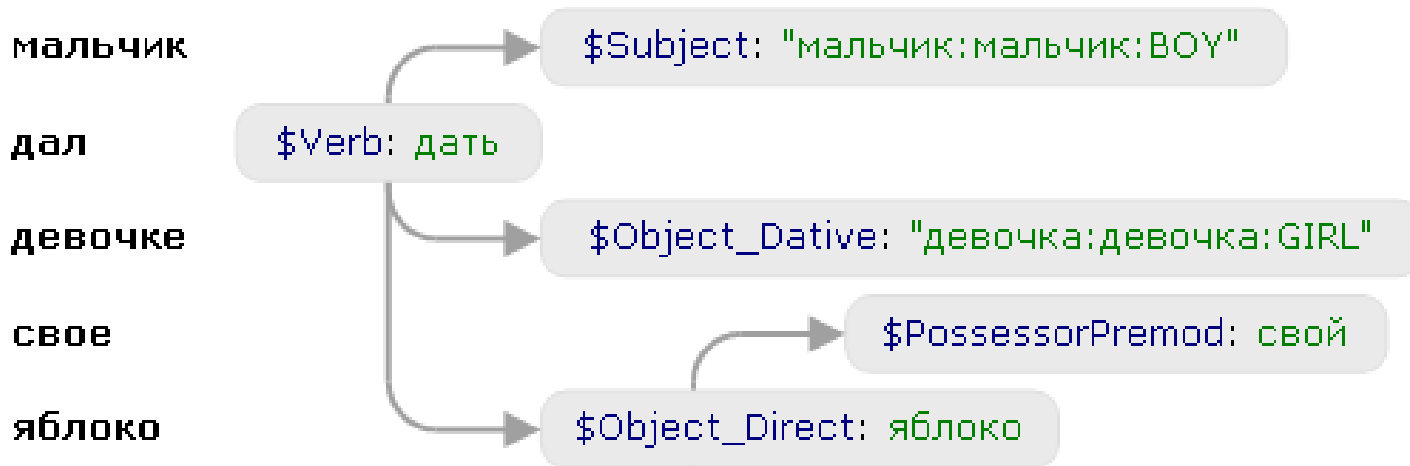 мальчик $Subject: "мальчик:мальчик:BOY"
дал $Verb: дать
девочке $Object_Dative: "девочка:девочка:GIRL"
свое $PossessorPremod: свой
яблоко $Object_Direct: яблоко